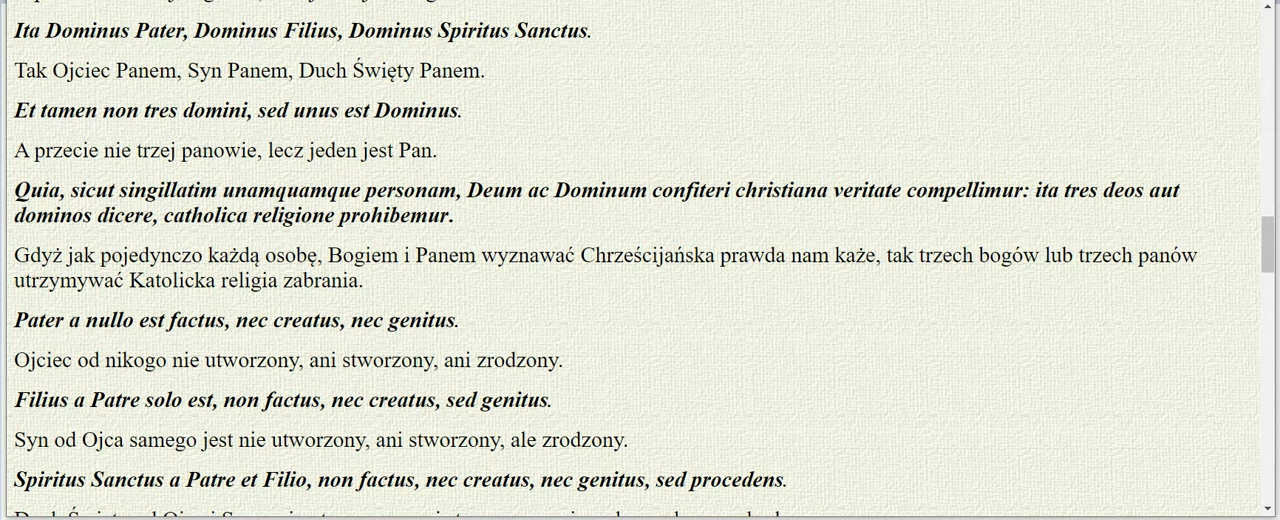 Ita Dominus Pater, Dominus Filius, Dominus Spiritus Sanctus.
Tak Ojciec Panem, Syn Panem, Duch Święty Panem.
Et tamen non tres domini, sed unus est Dominus.
A przecie nie trzej panowie, lecz jeden jest Pan.
Quia, sicut singillatim unamquamque personam, Deum ac Dominum confiteri christiana veritate compellimur: ita tres deos aut
dominos dicere, catholica religione prohibemur.
Gdyż jak pojedynczo każdą osobę, Bogiem i Panem wyznawać Chrześcijańska prawda nam każe, tak trzech bogów lub trzech panów
utrzymywać Katolicka religia zabrania.
Pater a nullo est factus, nec creatus, nec genitus.
Ojciec od nikogo nie utworzony, ani stworzony, ani zrodzony.
Filius a Patre solo est, non factus, nec creatus, sed genitus.
Syn od Ojca samego jest nie utworzony, ani stworzony, ale zrodzony.
Spiritus Sanctus a Patre et Filio, non factus, nec creatus, nec genitus, sed procedens.